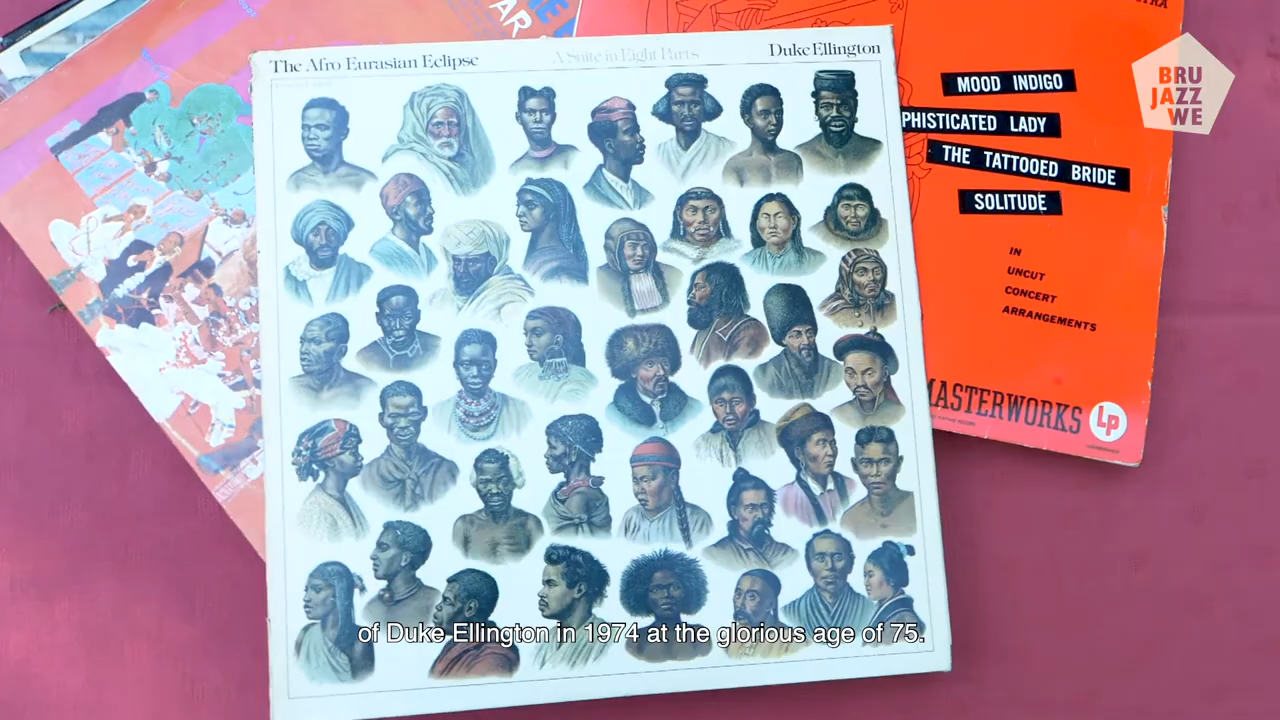 The Afro Eurasian Eclipse
A Suite in Eight Parts
Duke Ellington
BRU
JAZZ
WE
MOOD INDIGO
PHISTICATED LADY
THE TATTOOED BRIDE
SOLITUDE
IN
UNCUT
CONCERT
ARRANGEMENTS
MASTERWORKS
LP
of Duke Ellington in 1974 at the glorious age of 75.